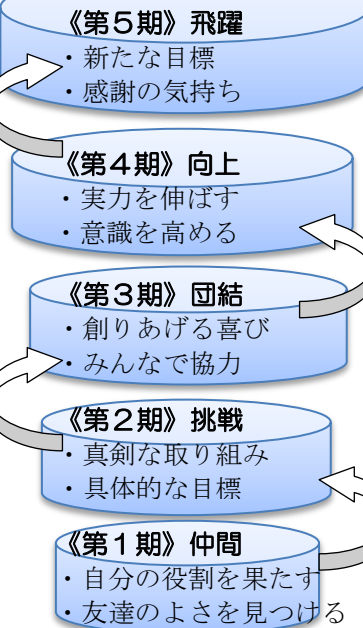 《第５期》飛躍
・新たな目標
・感謝の気持ち
《第４期》向上
・実力を伸ばす
・意識を高める
《第３期》団結
・創りあげる喜び
・みんなで協力
《第２期》挑戦
・真剣な取り組み
・具体的な目標
《第１期》仲間
・自分の役割を果たす
・友達のよさを見つける